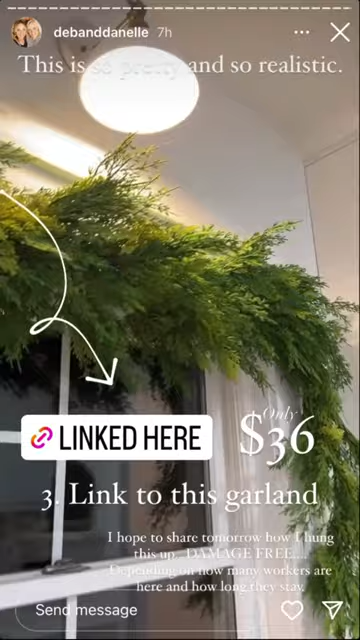 debanddanelle 7h
This is so pretty and so realistic.
LINKED HERE
Only
$36
3. Link to this garland
I hope to share tomorrow how I hung
this up...DAMAGE FREE....
Depending on how many workers are
here and how long they stay.
Send message